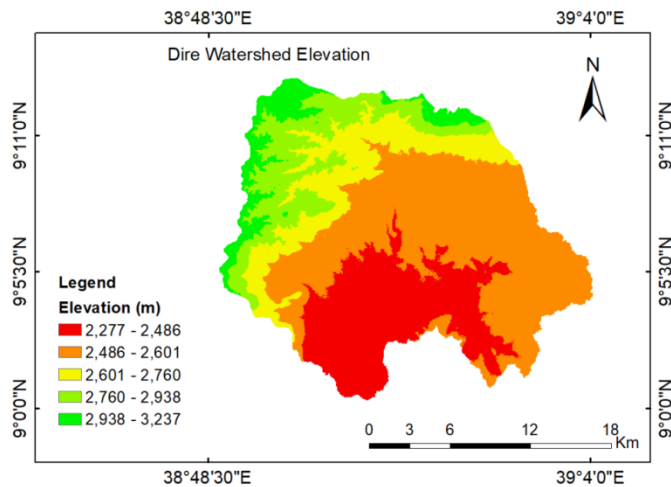 38°48'30"E 39°4'0"E
Dire Watershed Elevation
N
9°11'0"N 9°11'0"N
9°5'30"N 9°5'30"N
Legend
Elevation (m)
2,277 - 2,486
2,486 - 2,601
2,601 - 2,760
2,760 - 2,938
2,938 - 3,237
9°0'0"N 9°0'0"N
0 3 6 12 18
Km
38°48'30"E 39°4'0"E